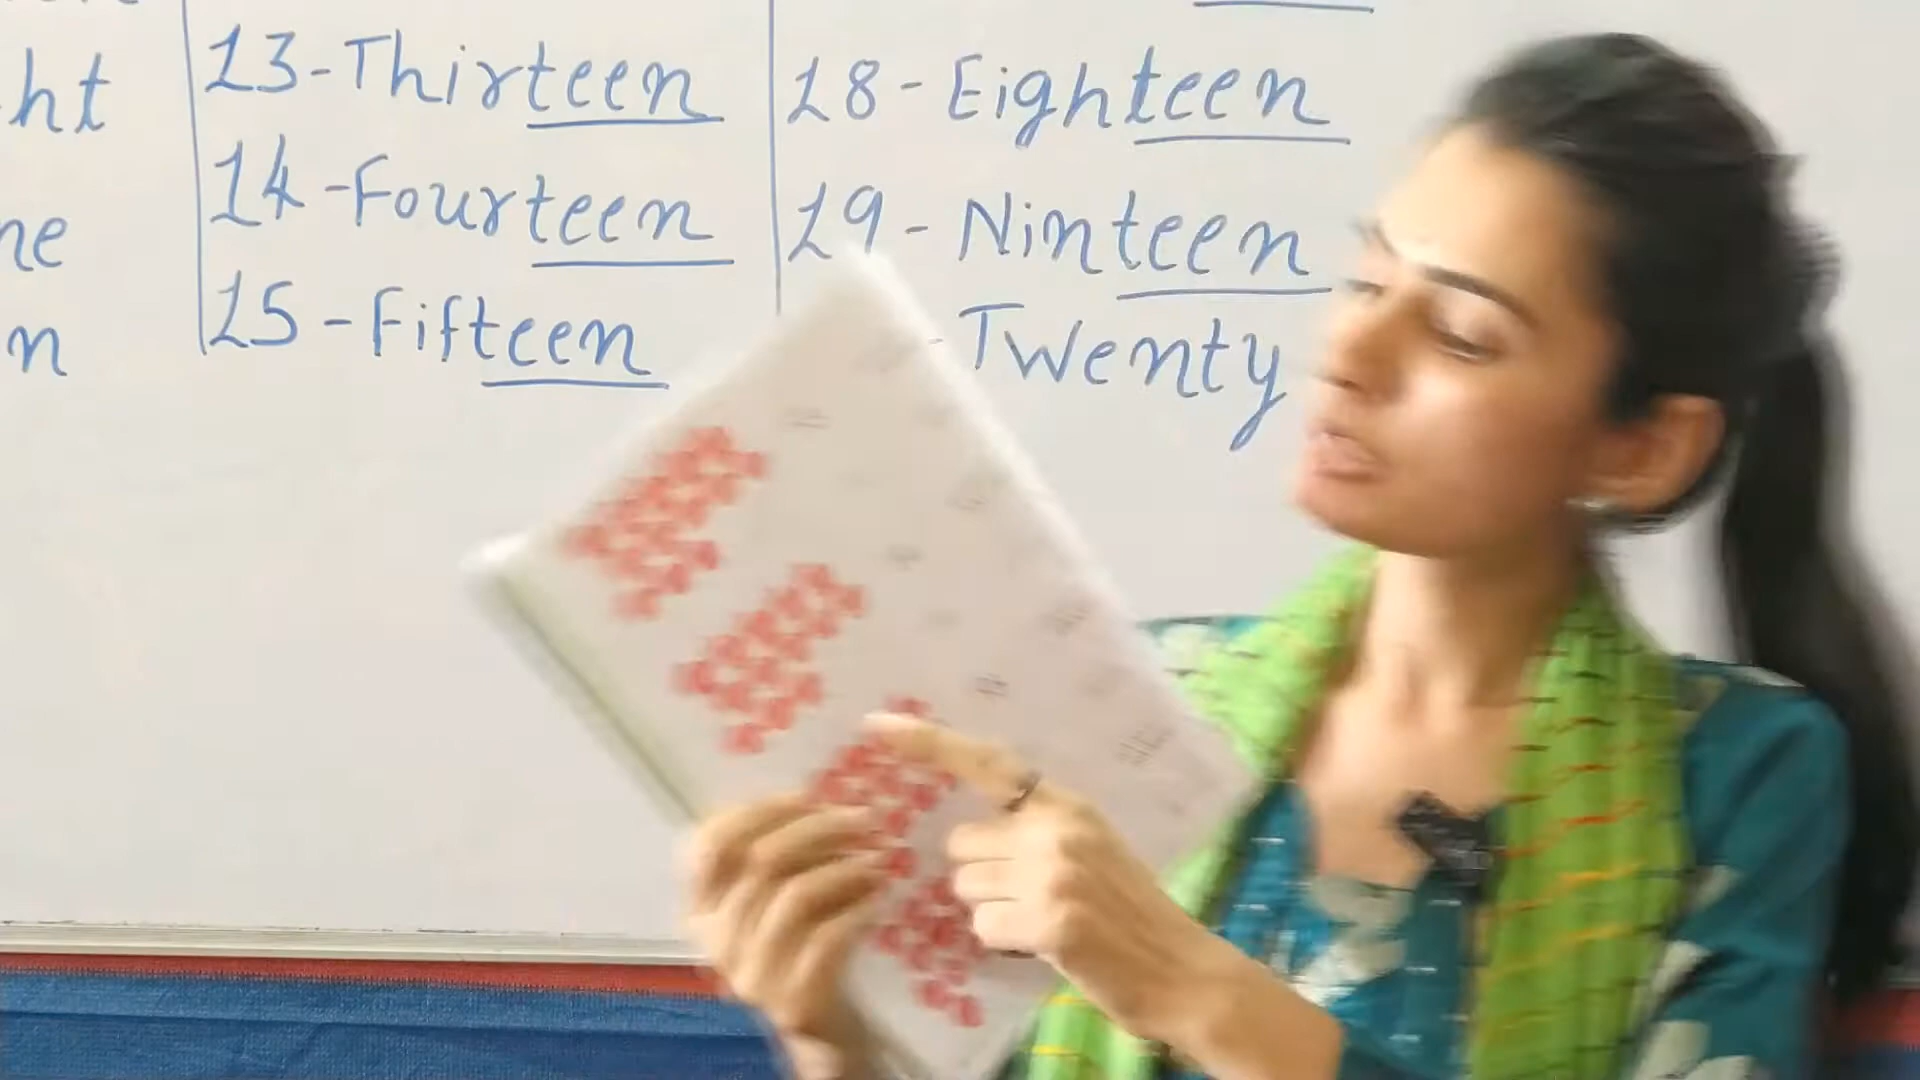 ht
ne
n
13-Thirteen
14-Fourteen
15-Fifteen
18-Eighteen
19-Ninteen
- Twenty